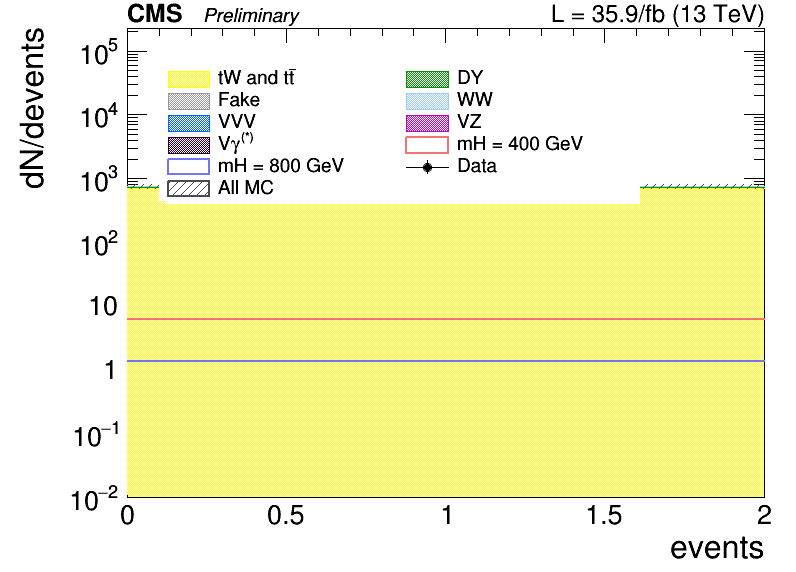 CMS Preliminary L = 35.9/fb (13 TeV)
dN/devents
10⁵
10⁴
10³
10²
10
1
10⁻¹
10⁻²
tW and tt̄ DY
Fake WW
VVV VZ
Vγ⁽*⁾ mH = 400 GeV
mH = 800 GeV Data
All MC
0 0.5 1 1.5 2
events